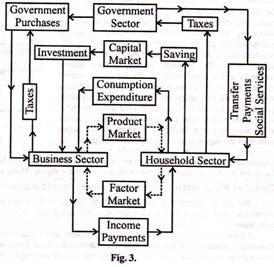 Government
Purchases
Government
Sector
Taxes
Investment
Capital
Market
Saving
Taxes
Conumption
Expenditure
Transfer
Payments
Social Services
Product
Market
Business Sector
Household Sector
Factor
Market
Income
Payments
Fig. 3.